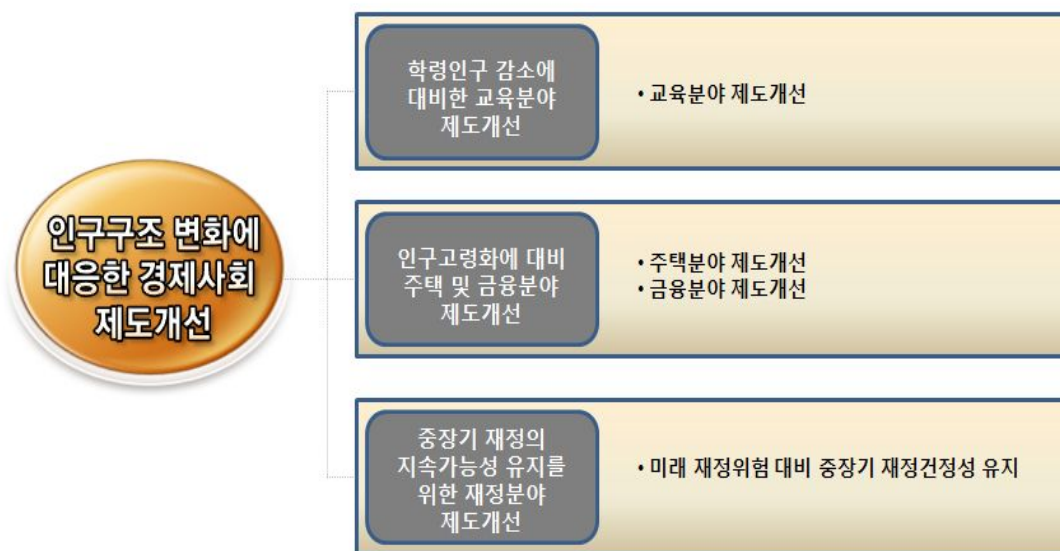 인구구조 변화에
대응한 경제사회
제도개선
학령인구 감소에
대비한 교육분야
제도개선
• 교육분야 제도개선
인구고령화에 대비
주택 및 금융분야
제도개선
• 주택분야 제도개선
• 금융분야 제도개선
중장기 재정의
지속가능성 유지를
위한 재정분야
제도개선
• 미래 재정위험 대비 중장기 재정건정성 유지